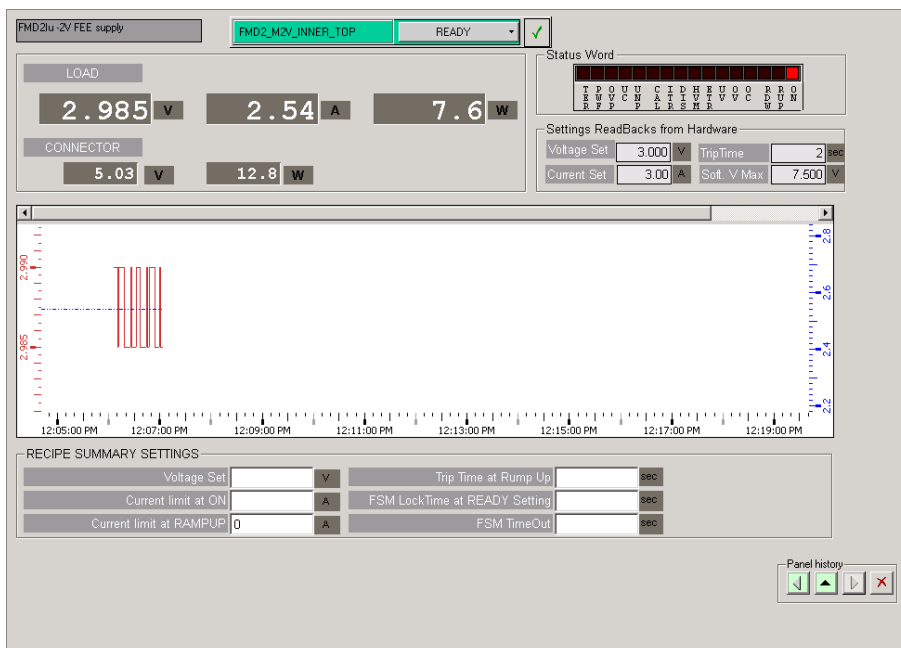 FMD2Iu -2V FEE supply
FMD2_M2V_INNER_TOP READY
LOAD
2.985 V 2.54 A 7.6 W
CONNECTOR
5.03 V 12.8 W
Status Word
Settings ReadBacks from Hardware
Voltage Set 3.000 V TripTime 2 sec
Current Set 3.00 A Soft. V Max 7.500 V
2.990
2.985
2.8
2.6
2.4
2.2
12:05:00 PM 12:07:00 PM 12:09:00 PM 12:11:00 PM 12:13:00 PM 12:15:00 PM 12:17:00 PM 12:19:00 PM
RECIPE SUMMARY SETTINGS
Voltage Set V Trip Time at Rump Up sec
Current limit at ON A FSM LockTime at READY Setting sec
Current limit at RAMPUP 0 A FSM TimeOut sec
Panel history